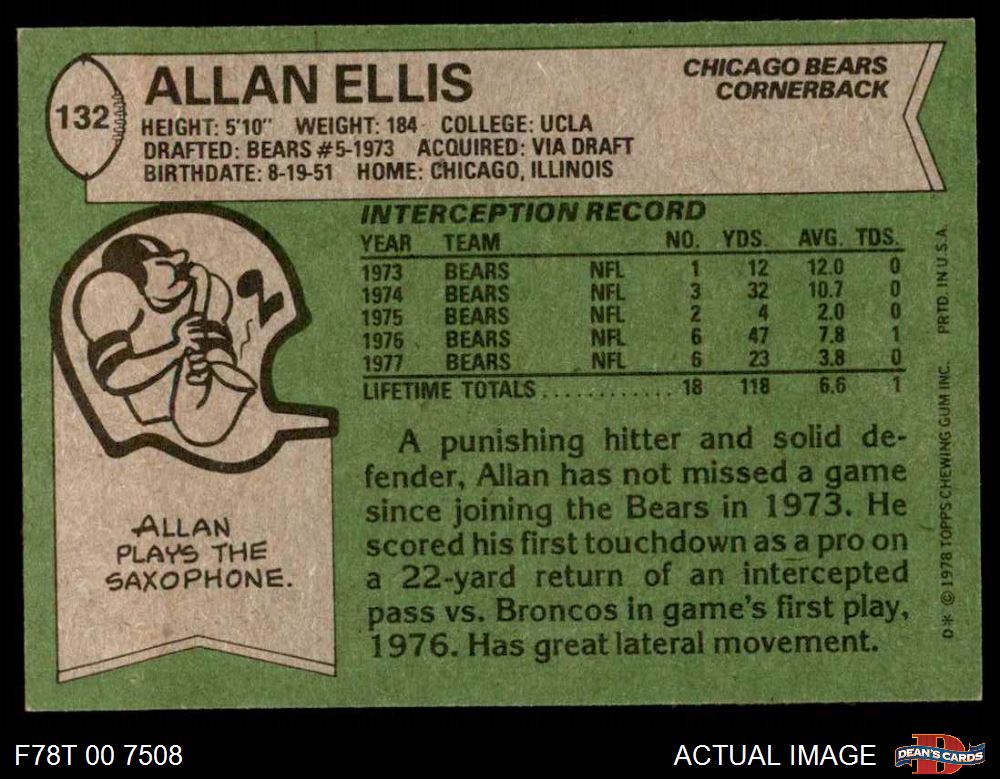 132
ALLAN ELLIS
CHICAGO BEARS
CORNERBACK
HEIGHT: 5'10" WEIGHT: 184 COLLEGE: UCLA
DRAFTED: BEARS #5-1973 ACQUIRED: VIA DRAFT
BIRTHDATE: 8-19-51 HOME: CHICAGO, ILLINOIS
INTERCEPTION RECORD
YEAR TEAM NO. YDS. AVG. TDS.
1973 BEARS NFL 1 12 12.0 0
1974 BEARS NFL 3 32 10.7 0
1975 BEARS NFL 2 4 2.0 0
1976 BEARS NFL 6 47 7.8 1
1977 BEARS NFL 6 23 3.8 0
LIFETIME TOTALS............ 18 118 6.6 1
A punishing hitter and solid de-
fender, Allan has not missed a game
since joining the Bears in 1973. He
scored his first touchdown as a pro on
a 22-yard return of an intercepted
pass vs. Broncos in game's first play,
1976. Has great lateral movement.
ALLAN
PLAYS THE
SAXOPHONE.
D* © 1978 TOPPS CHEWING GUM INC. PRTD. IN U.S.A.
F78T 00 7508
ACTUAL IMAGE
DEAN'S CARDS